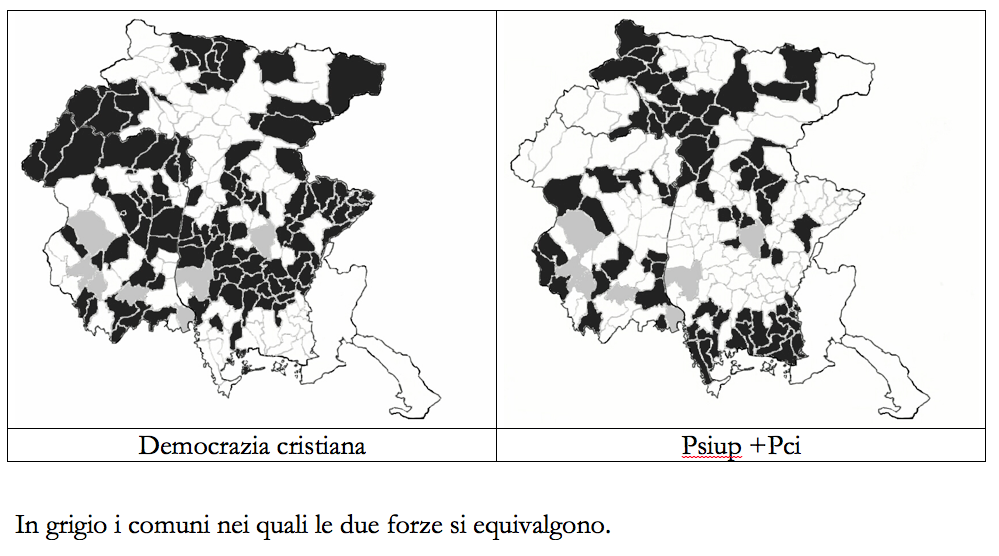 Democrazia cristiana
Psiup +Pci
In grigio i comuni nei quali le due forze si equivalgono.